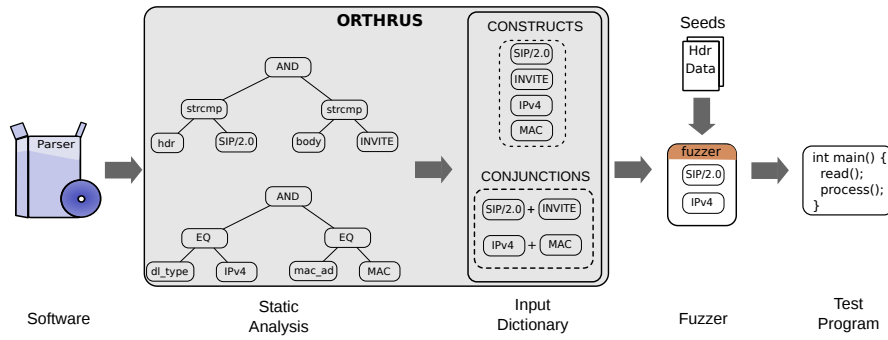 ORTHRUS
Seeds
CONSTRUCTS
Hdr
Data
SIP/2.0
INVITE
IPv4
MAC
AND
strcmp
strcmp
hdr
SIP/2.0
body
INVITE
Parser
fuzzer
SIP/2.0
IPv4
int main() {
read();
process();
}
CONJUNCTIONS
SIP/2.0 + INVITE
IPv4 + MAC
AND
EQ
EQ
dl_type
IPv4
mac_ad
MAC
Software
Static
Analysis
Input
Dictionary
Fuzzer
Test
Program